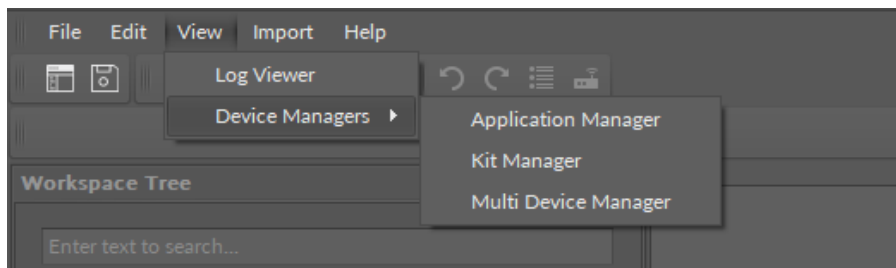 File Edit View Import Help
Log Viewer
Device Managers
Application Manager
Kit Manager
Multi Device Manager
Workspace Tree
Enter text to search...